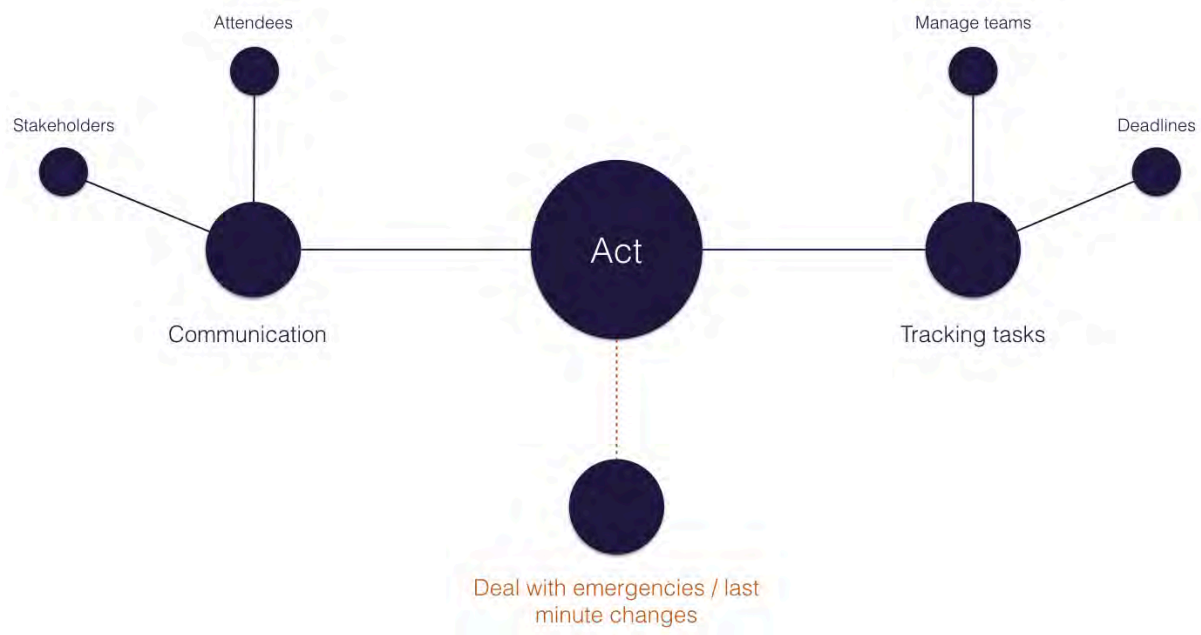 Attendees
Manage teams
Stakeholders
Deadlines
Act
Communication
Tracking tasks
Deal with emergencies / last
minute changes